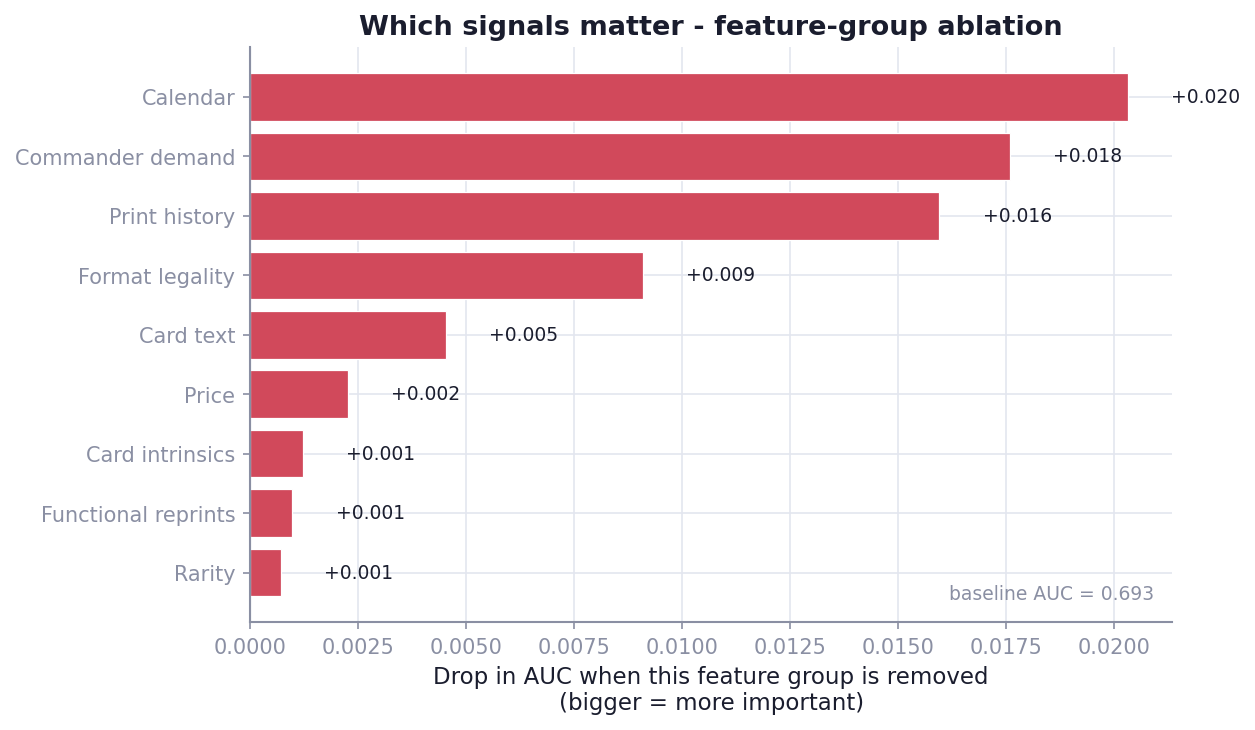 Which signals matter - feature-group ablation
Calendar +0.020
Commander demand +0.018
Print history +0.016
Format legality +0.009
Card text +0.005
Price +0.002
Card intrinsics +0.001
Functional reprints +0.001
Rarity +0.001
baseline AUC = 0.693
0.0000 0.0025 0.0050 0.0075 0.0100 0.0125 0.0150 0.0175 0.0200
Drop in AUC when this feature group is removed
(bigger = more important)